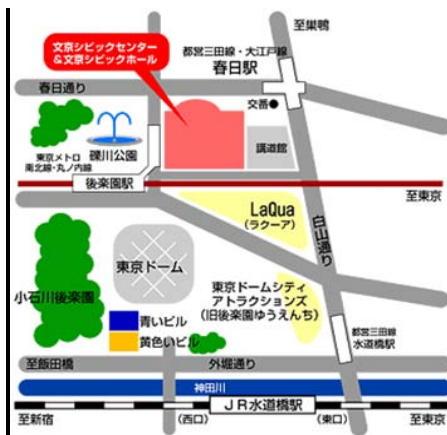 文京シビックセンター
&文京シビックホール
至巣鴨
都営三田線・大江戸線
春日駅
春日通り
交番●
講道館
礫川公園
東京メトロ
南北線・丸ノ内線
後楽園駅
至東京
LaQua
(ラクーア)
白山通り
東京ドーム
小石川後楽園
東京ドームシティ
アトラクションズ
(旧後楽園ゆうえんち)
青いビル
黄色いビル
都営三田線
水道橋駅
至飯田橋
外堀通り
神田川
JR水道橋駅
至新宿
(西口)
(東口)
至東京